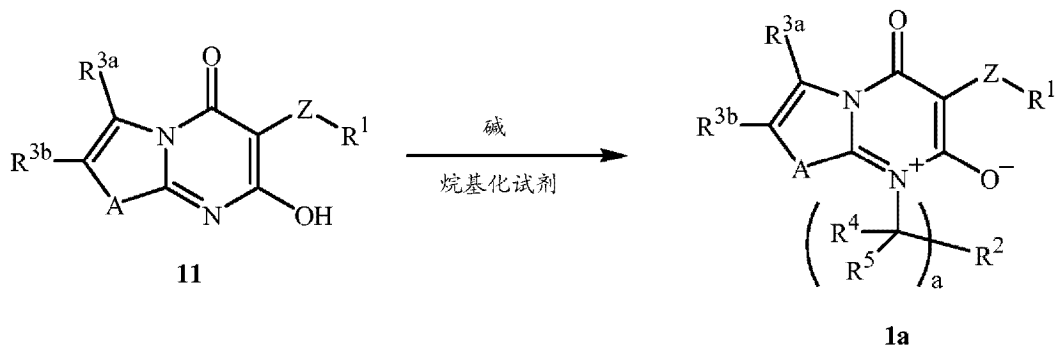 R3a
O
Z
R1
N
R3b
A
N
OH
11
碱
烷基化试剂
R3a
O
Z
R1
N
R3b
A
N+
O−
R4
R5
R2
a
1a